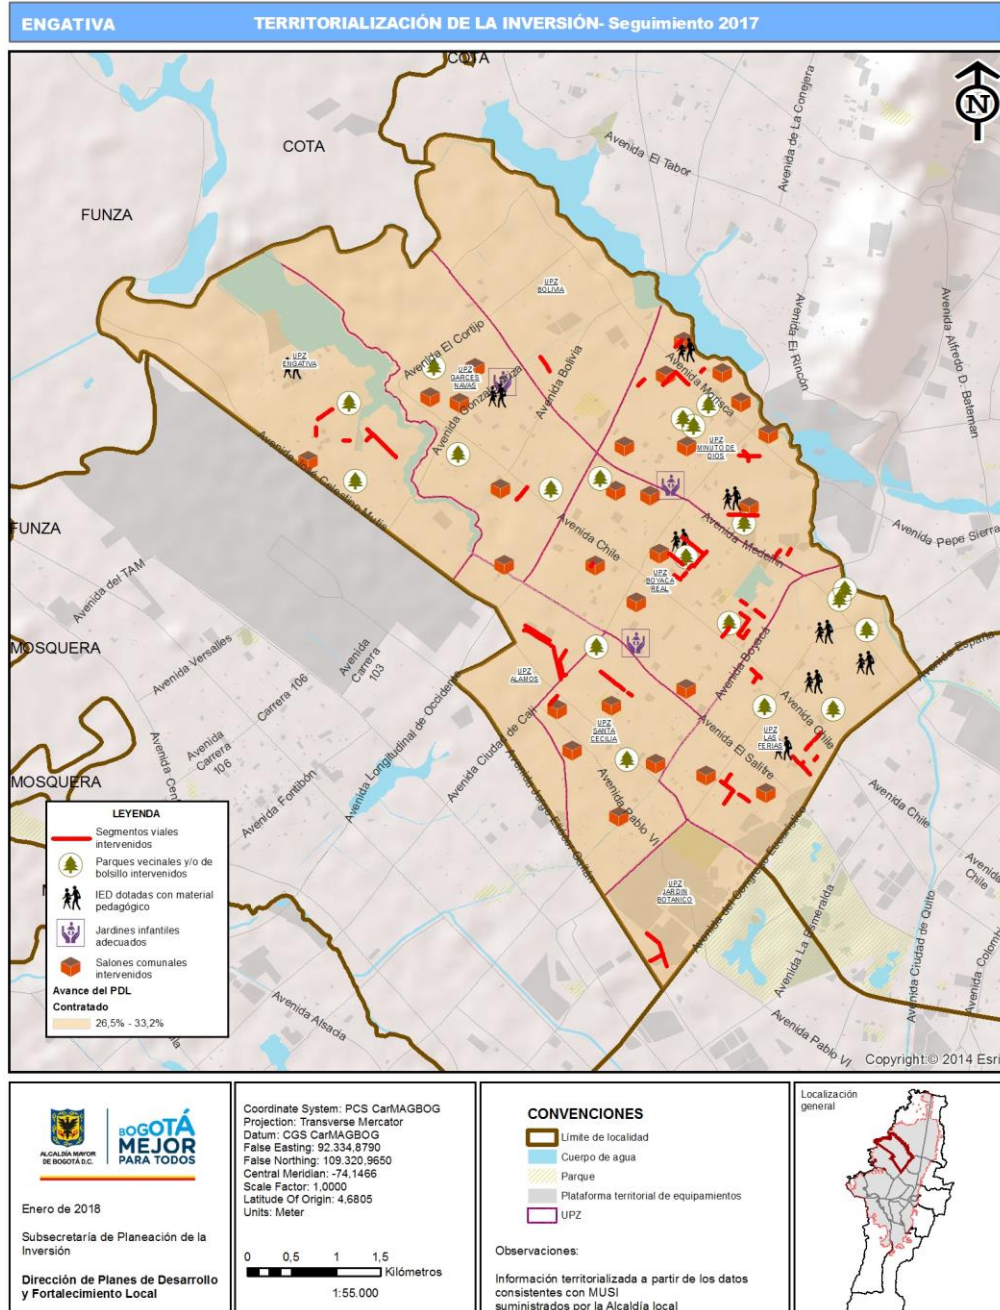 ENGATIVA
TERRITORIALIZACIÓN DE LA INVERSIÓN- Seguimiento 2017
COTA
COTA
FUNZA
Avenida El Tabor
Avenida de La Conejera
N
UPZ
BOLIVIA
Avenida El Rincón
Avenida Alfredo D. Bateman
UPZ
ENGATIVA
Avenida El Cortijo
UPZ
GARCES
NAVAS
Avenida Bolivia
Avenida Morisca
UPZ
MINUTO DE
DIOS
Avenida José Celestino Mutis
FUNZA
Avenida Chile
Avenida Medellín
Avenida Pepe Sierra
Avenida del TAM
UPZ
BOYACA
REAL
MOSQUERA
Avenida Versalles
Avenida
Carrera
103
Carrera 106
Avenida
Carrera
106
Avenida Longitudinal de Occidente
UPZ
ALAMOS
Avenida Boyacá
Avenida España
UPZ
SANTA
CECILIA
UPZ
LAS
FERIAS
Avenida Chile
Avenida El Salitre
MOSQUERA
Avenida Fontibón
Avenida Ciudad de Cali
Avenida Jorge Eliécer Gaitán
Avenida Pablo VI
Avenida Chile
UPZ
JARDIN
BOTANICO
Avenida del Congreso Eucarístico
Avenida La Esmeralda
Avenida Ciudad de Quito
Avenida Alsacia
Avenida Pablo VI
Copyright:© 2014 Esri
LEYENDA
Segmentos viales
intervenidos
Parques vecinales y/o de
bolsillo intervenidos
IED dotadas con material
pedagógico
Jardines infantiles
adecuados
Salones comunales
intervenidos
Avance del PDL
Contratado
26,5% - 33,2%
ALCALDÍA MAYOR
DE BOGOTÁ D.C.
BOGOTÁ
MEJOR
PARA TODOS
Enero de 2018
Subsecretaría de Planeación de la
Inversión
Dirección de Planes de Desarrollo
y Fortalecimiento Local
Coordinate System: PCS CarMAGBOG
Projection: Transverse Mercator
Datum: CGS CarMAGBOG
False Easting: 92.334,8790
False Northing: 109.320,9650
Central Meridian: -74,1466
Scale Factor: 1,0000
Latitude Of Origin: 4,6805
Units: Meter
0 0,5 1 1,5
Kilómetros
1:55.000
CONVENCIONES
Límite de localidad
Cuerpo de agua
Parque
Plataforma territorial de equipamientos
UPZ
Observaciones:
Información territorializada a partir de los datos
consistentes con MUSI
suministrados por la Alcaldía local
Localización
general